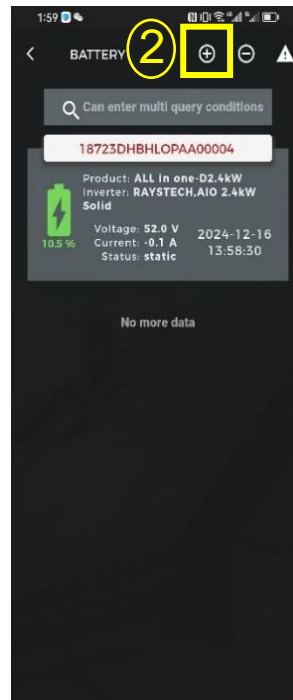 1:59
BATTERY
②
Can enter multi query conditions
18723DHBHLOPAA00004
Product: ALL in one-D2.4kW
Inverter: RAYSTECH,AIO 2.4kW
Solid
Voltage: 52.0 V
Current: -0.1 A
Status: static
10.5 %
2024-12-16
13:58:30
No more data